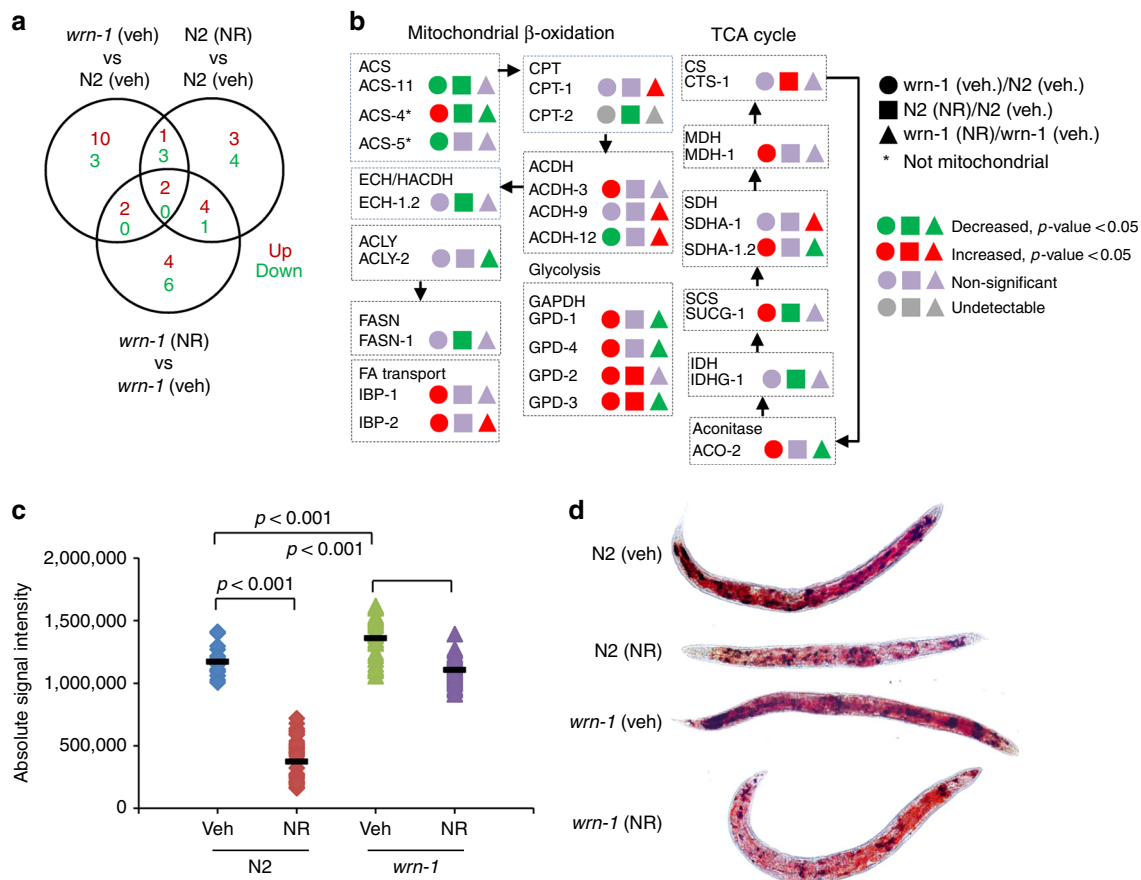 a
wrn-1 (veh)
vs
N2 (veh)
N2 (NR)
vs
N2 (veh)
10
3
1
3
3
4
2
0
2
0
4
1
4
6
Up
Down
wrn-1 (NR)
vs
wrn-1 (veh)
b
Mitochondrial β-oxidation
TCA cycle
ACS
ACS-11
ACS-4*
ACS-5*
CPT
CPT-1
CPT-2
ECH/HACDH
ECH-1.2
ACDH
ACDH-3
ACDH-9
ACDH-12
ACLY
ACLY-2
FASN
FASN-1
FA transport
IBP-1
IBP-2
Glycolysis
GAPDH
GPD-1
GPD-4
GPD-2
GPD-3
CS
CTS-1
MDH
MDH-1
SDH
SDHA-1
SDHA-1.2
SCS
SUCG-1
IDH
IDHG-1
Aconitase
ACO-2
wrn-1 (veh.)/N2 (veh.)
N2 (NR)/N2 (veh.)
wrn-1 (NR)/wrn-1 (veh.)
* Not mitochondrial
Decreased, p-value <0.05
Increased, p-value <0.05
Non-significant
Undetectable
c
Absolute signal intensity
2,000,000
1,500,000
1,000,000
500,000
0
p < 0.001
p < 0.001
p < 0.001
Veh
NR
Veh
NR
N2
wrn-1
d
N2 (veh)
N2 (NR)
wrn-1 (veh)
wrn-1 (NR)